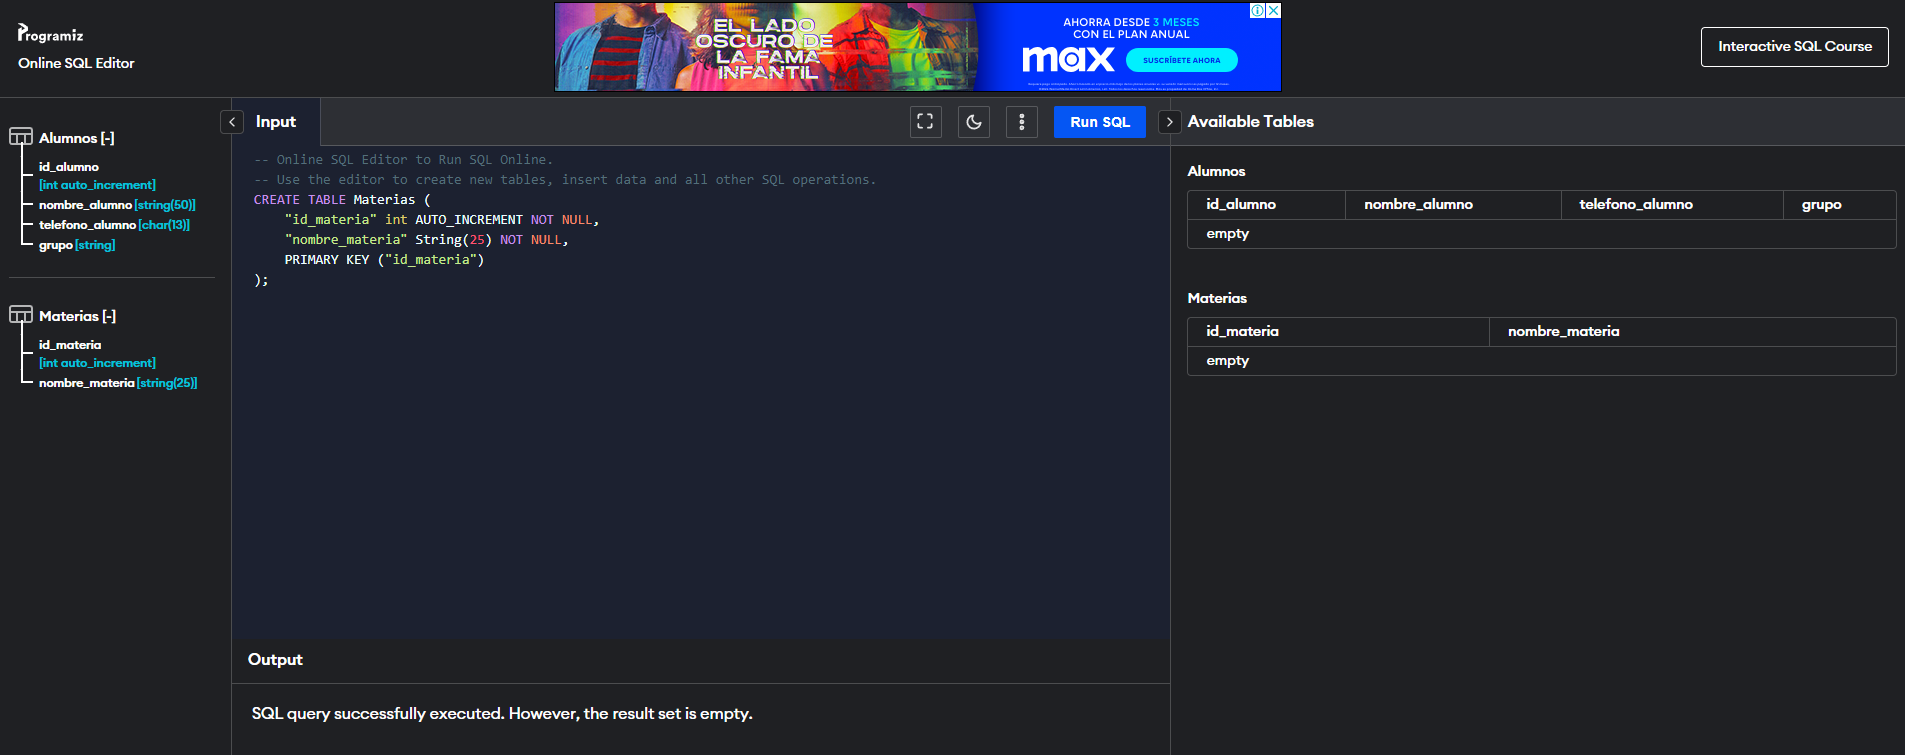 Programiz
Online SQL Editor
EL LADO
OSCURO DE
LA FAMA
INFANTIL
AHORRA DESDE 3 MESES
CON EL PLAN ANUAL
max
SUSCRÍBETE AHORA
Interactive SQL Course
Alumnos [-]
id_alumno
[int auto_increment]
nombre_alumno [string(50)]
telefono_alumno [char(13)]
grupo [string]
Materias [-]
id_materia
[int auto_increment]
nombre_materia [string(25)]
Input
Run SQL
-- Online SQL Editor to Run SQL Online.
-- Use the editor to create new tables, insert data and all other SQL operations.
CREATE TABLE Materias (
    "id_materia" int AUTO_INCREMENT NOT NULL,
    "nombre_materia" String(25) NOT NULL,
    PRIMARY KEY ("id_materia")
);
Output
SQL query successfully executed. However, the result set is empty.
Available Tables
Alumnos
id_alumno nombre_alumno telefono_alumno grupo
empty
Materias
id_materia nombre_materia
empty